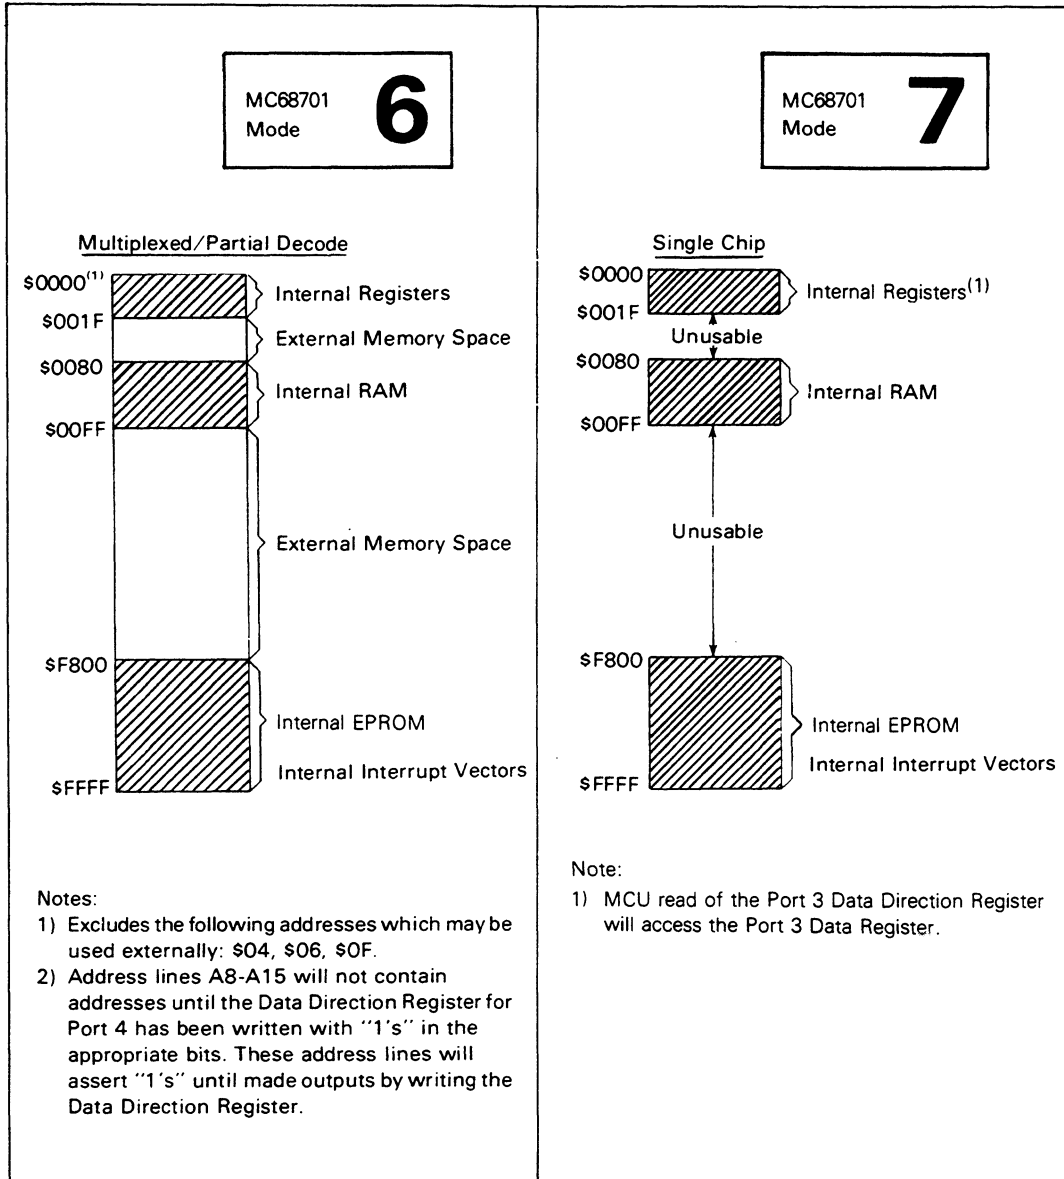 MC68701
Mode
6
Multiplexed/Partial Decode
$0000(1)
Internal Registers
$001F
External Memory Space
$0080
Internal RAM
$00FF
External Memory Space
$F800
Internal EPROM
Internal Interrupt Vectors
$FFFF
Notes:
1) Excludes the following addresses which may be
used externally: $04, $06, $0F.
2) Address lines A8-A15 will not contain
addresses until the Data Direction Register for
Port 4 has been written with "1's" in the
appropriate bits. These address lines will
assert "1's" until made outputs by writing the
Data Direction Register.
MC68701
Mode
7
Single Chip
$0000
Internal Registers(1)
$001F
Unusable
$0080
Internal RAM
$00FF
Unusable
$F800
Internal EPROM
Internal Interrupt Vectors
$FFFF
Note:
1) MCU read of the Port 3 Data Direction Register
will access the Port 3 Data Register.